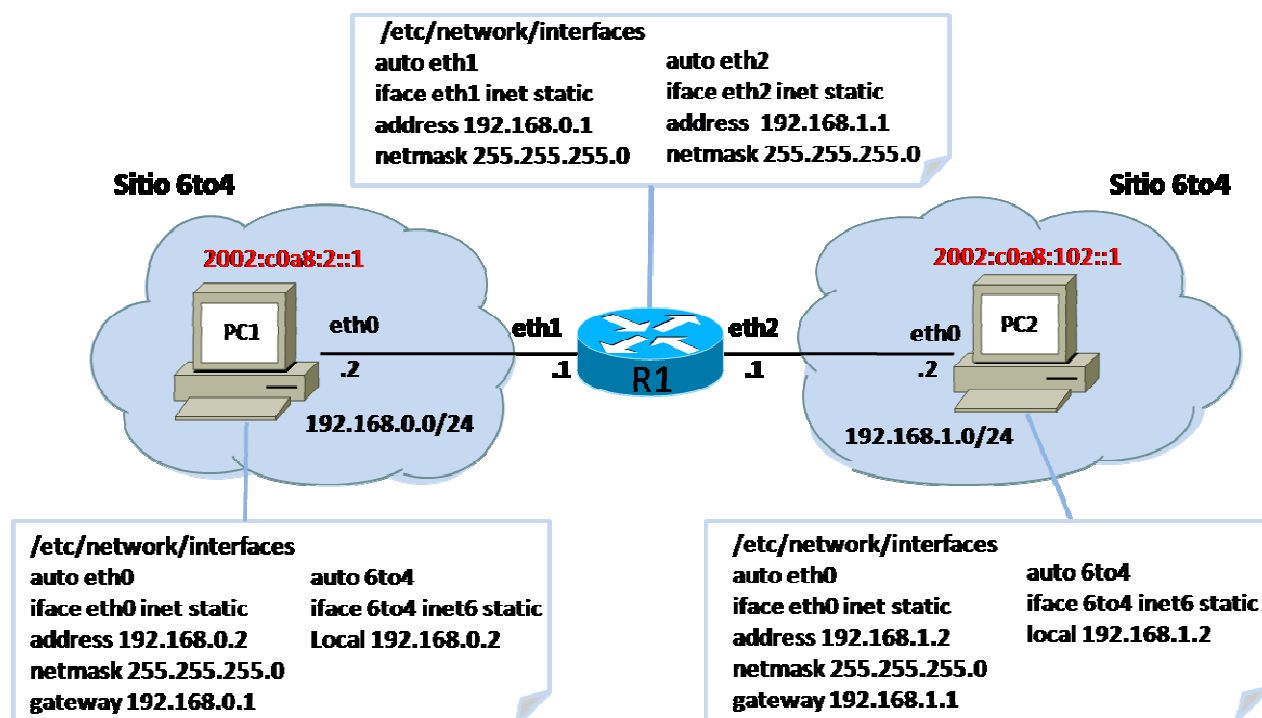 /etc/network/interfaces
auto eth1
iface eth1 inet static
address 192.168.0.1
netmask 255.255.255.0
auto eth2
iface eth2 inet static
address 192.168.1.1
netmask 255.255.255.0
Sitio 6to4
Sitio 6to4
2002:c0a8:2::1
PC1
eth0
.2
192.168.0.0/24
eth1
.1
R1
eth2
.1
2002:c0a8:102::1
PC2
eth0
.2
192.168.1.0/24
/etc/network/interfaces
auto eth0
iface eth0 inet static
address 192.168.0.2
netmask 255.255.255.0
gateway 192.168.0.1
auto 6to4
iface 6to4 inet6 static
Local 192.168.0.2
/etc/network/interfaces
auto eth0
iface eth0 inet static
address 192.168.1.2
netmask 255.255.255.0
gateway 192.168.1.1
auto 6to4
iface 6to4 inet6 static
local 192.168.1.2